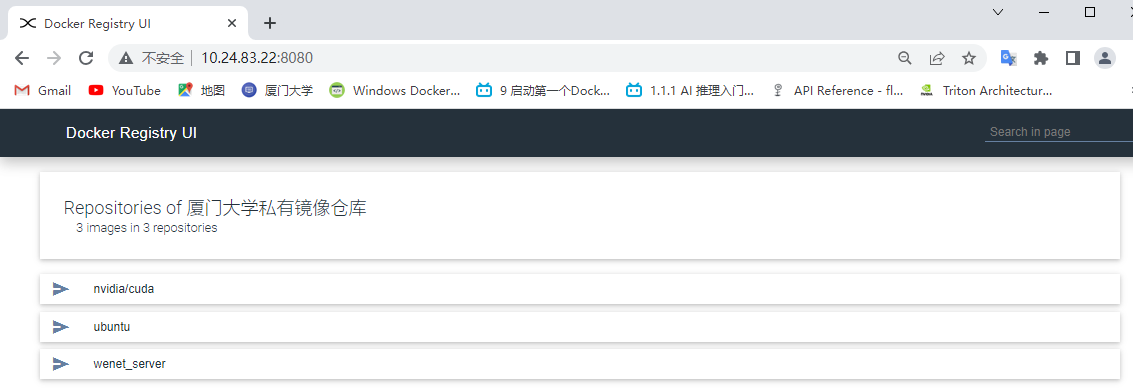 Docker Registry UI
不安全 10.24.83.22:8080
Gmail YouTube 地图 厦门大学 Windows Docker... 9 启动第一个Dock... 1.1.1 AI 推理入门... API Reference - fl... Triton Architectur...
Docker Registry UI Search in page
Repositories of 厦门大学私有镜像仓库
3 images in 3 repositories
nvidia/cuda
ubuntu
wenet_server